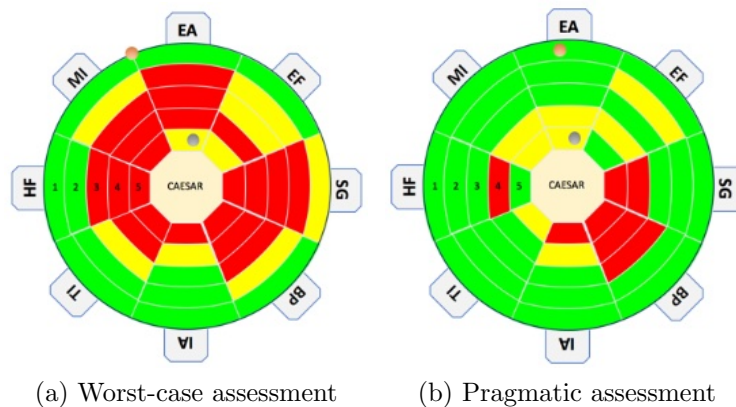 EA
EA
MI
EF
MI
EF
HF
1 2 3 4 5
CAESAR
SG
HF
1 2 3 4 5
CAESAR
SG
TI
BP
TI
BP
IA
IA
(a) Worst-case assessment
(b) Pragmatic assessment